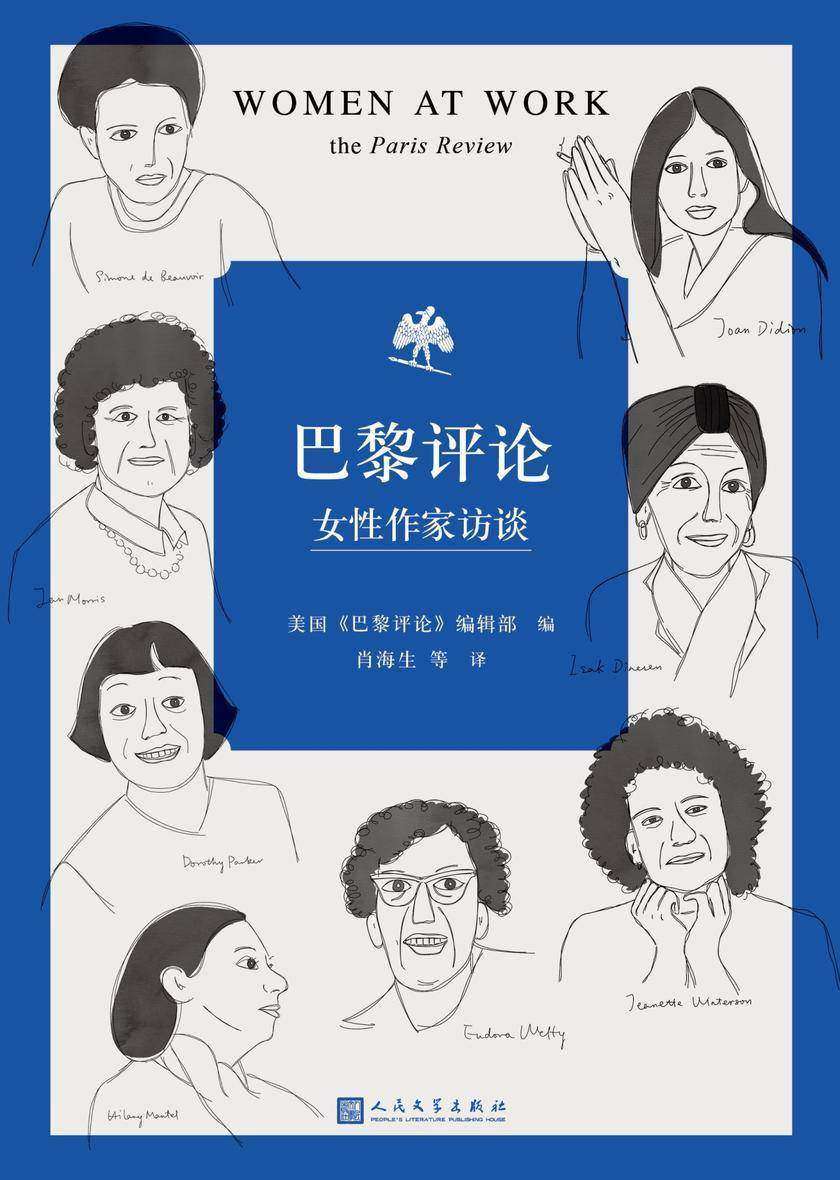 WOMEN AT WORK
the Paris Review
Simone de Beauvoir
Joan Didion
巴黎评论
女性作家访谈
Jan Morris
美国《巴黎评论》编辑部 编
肖海生 等 译
Isak Dinesen
Dorothy Parker
Jeanette Waterson
Eudora Welty
Hilary Mantel
人民文学出版社
PEOPLE'S LITERATURE PUBLISHING HOUSE